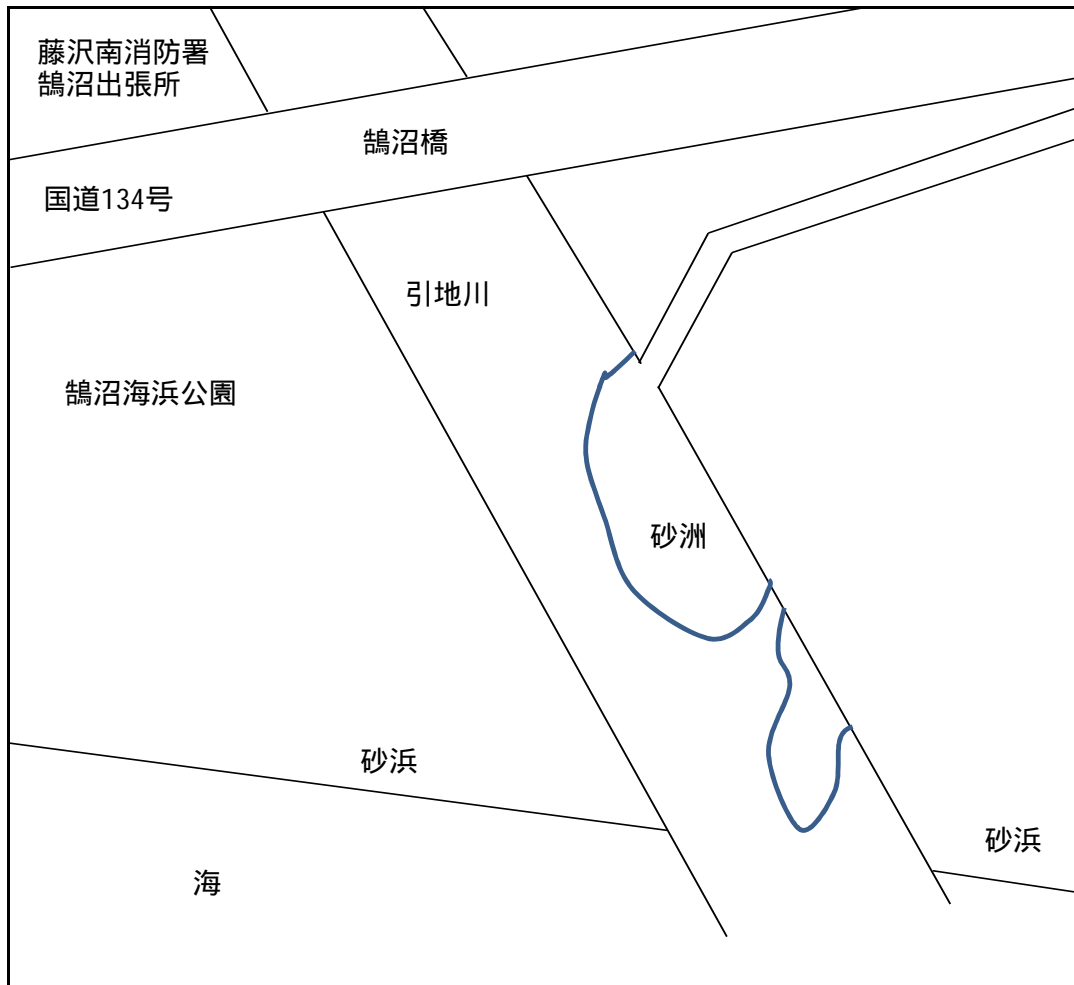 藤沢南消防署
鵠沼出張所
鵠沼橋
国道134号
引地川
鵠沼海浜公園
砂洲
砂浜
砂浜
海